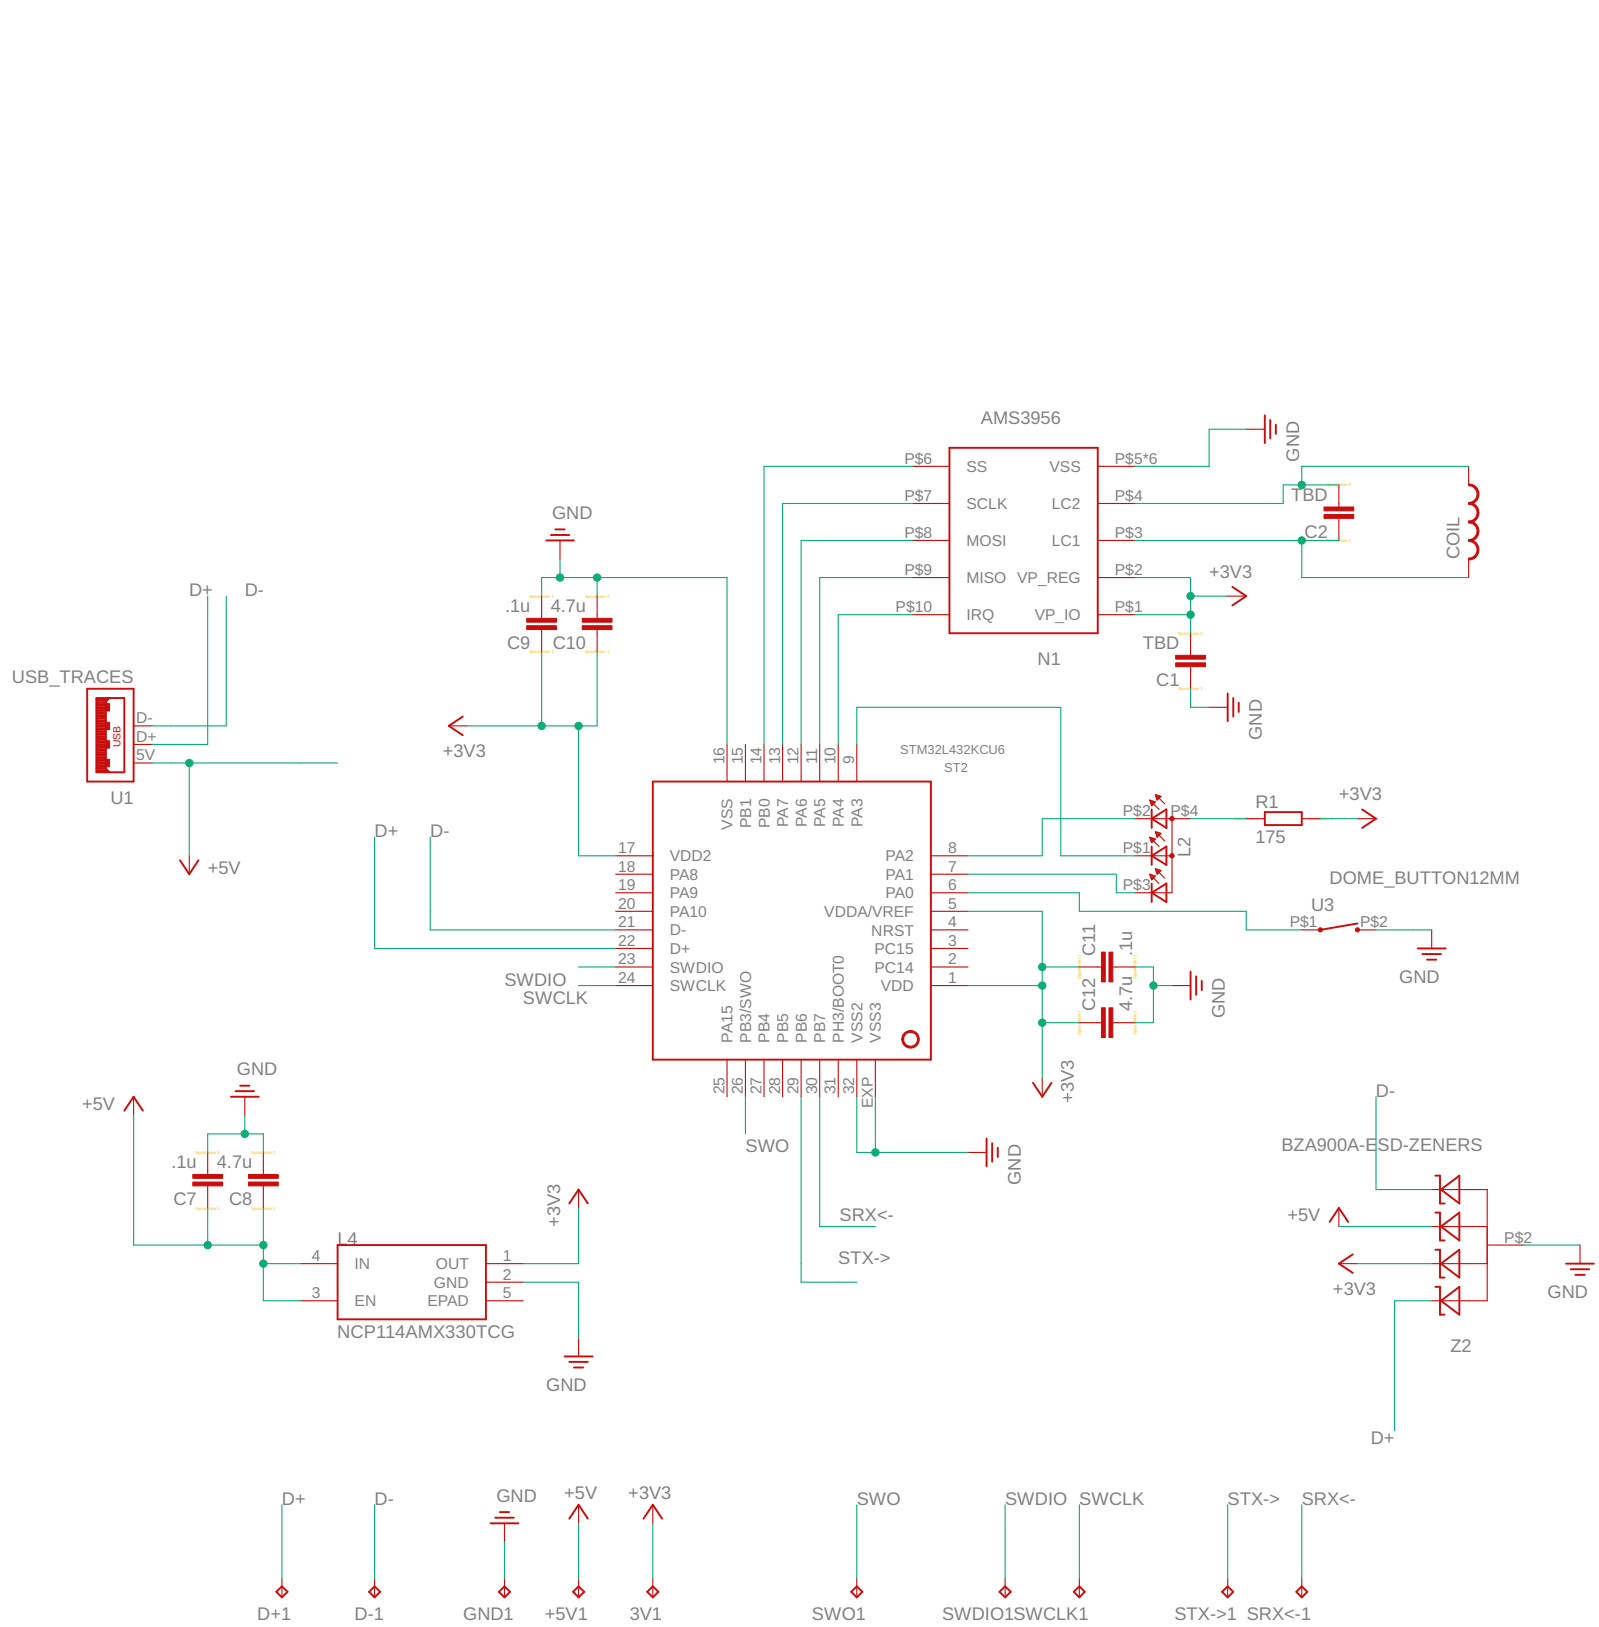 AMS3956
P$6 SS VSS P$5*6
GND
P$7 SCLK LC2 P$4
TBD
P$8 MOSI LC1 P$3
C2
COIL
P$9 MISO VP_REG P$2
+3V3
P$10 IRQ VP_IO P$1
N1
TBD
C1
GND
GND
.1u 4.7u
C9 C10
+3V3
D+ D-
USB_TRACES
D-
D+
5V
USB
U1
+5V
STM32L432KCU6
ST2
16 15 14 13 12 11 10 9
VSS PB1 PB0 PA7 PA6 PA5 PA4 PA3
D+ D-
17 VDD2
18 PA8
19 PA9
20 PA10
21 D-
22 D+
23 SWDIO
24 SWCLK
SWDIO
SWCLK
PA2 8
PA1 7
PA0 6
VDDA/VREF 5
NRST 4
PC15 3
PC14 2
VDD 1
PA15 PB3/SWO PB4 PB5 PB6 PB7 PH3/BOOT0 VSS2 VSS3
25 26 27 28 29 30 31 32 EXP
P$2 P$4
P$1
P$3
L2
R1
175
+3V3
DOME_BUTTON12MM
U3
P$1 P$2
GND
C11 .1u
C12 4.7u
GND
+3V3
SWO
GND
SRX<-
STX->
GND
+5V
.1u 4.7u
C7 C8
L4
4 IN OUT 1
GND 2
3 EN EPAD 5
NCP114AMX330TCG
+3V3
GND
D-
BZA900A-ESD-ZENERS
+5V
P$2
+3V3
GND
Z2
D+
D+ D- GND +5V +3V3 SWO SWDIO SWCLK STX-> SRX<-
D+1 D-1 GND1 +5V1 3V1 SWO1 SWDIO1 SWCLK1 STX->1 SRX<-1